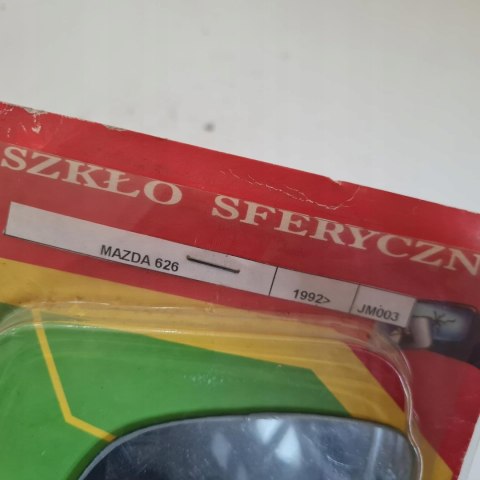 SZKŁO SFERYCZN
MAZDA 626 1992> JM003